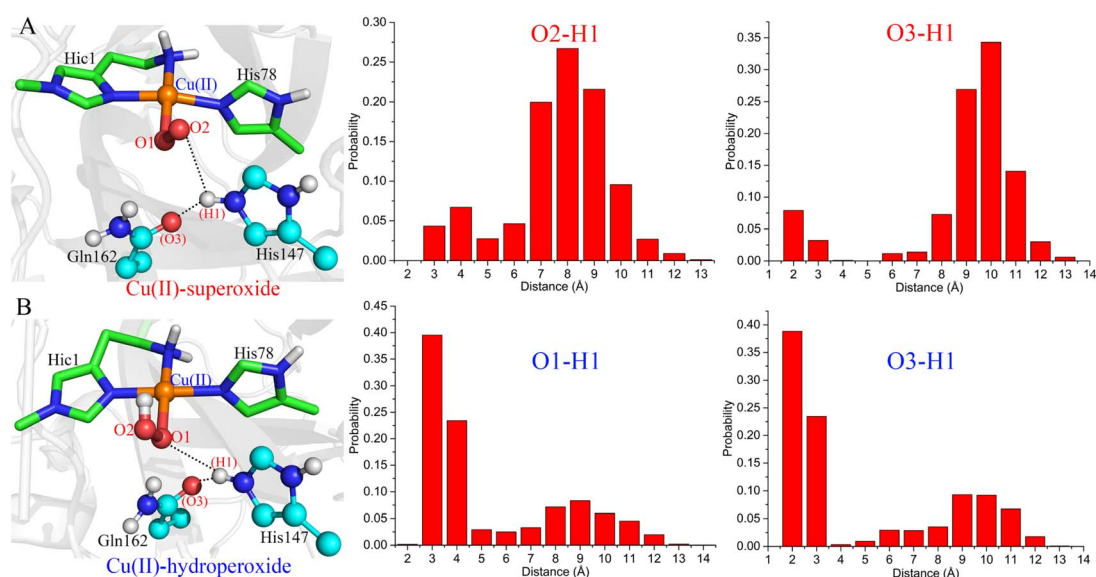 A
Hic1
Cu(II)
His78
O1
O2
(H1)
(O3)
Gln162
His147
Cu(II)-superoxide
O2-H1
Probability
0.30
0.25
0.20
0.15
0.10
0.05
0.00
2 3 4 5 6 7 8 9 10 11 12 13
Distance (Å)
O3-H1
Probability
0.35
0.30
0.25
0.20
0.15
0.10
0.05
0.00
1 2 3 4 5 6 7 8 9 10 11 12 13 14
Distance (Å)
B
Hic1
Cu(II)
His78
O2
O1
(H1)
(O3)
Gln162
His147
Cu(II)-hydroperoxide
O1-H1
Probability
0.45
0.40
0.35
0.30
0.25
0.20
0.15
0.10
0.05
0.00
2 3 4 5 6 7 8 9 10 11 12 13 14
Distance (Å)
O3-H1
Probability
0.40
0.35
0.30
0.25
0.20
0.15
0.10
0.05
0.00
2 3 4 5 6 7 8 9 10 11 12 13 14
Distance (Å)